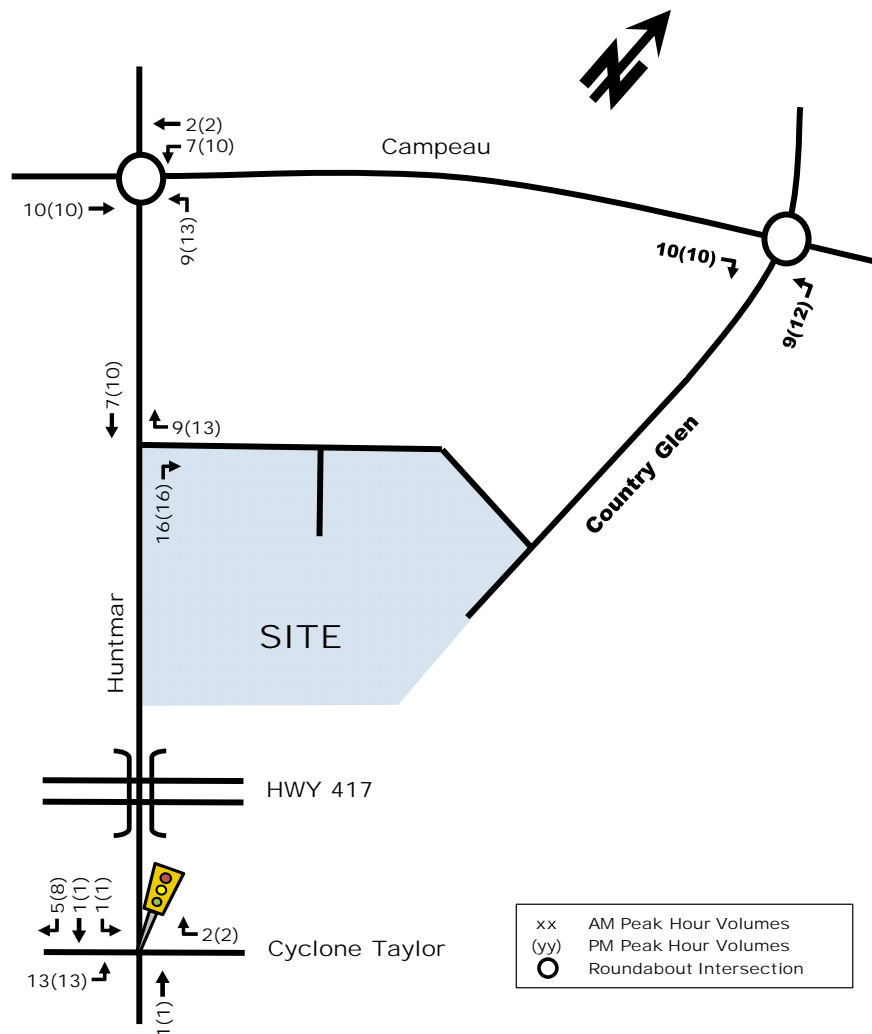 N
2(2)
7(10)
Campeau
10(10)
9(13)
10(10)
9(12)
7(10)
9(13)
16(16)
Country Glen
Huntmar
SITE
HWY 417
5(8)
1(1)
1(1)
2(2)
Cyclone Taylor
13(13)
1(1)
xx AM Peak Hour Volumes
(yy) PM Peak Hour Volumes
Roundabout Intersection